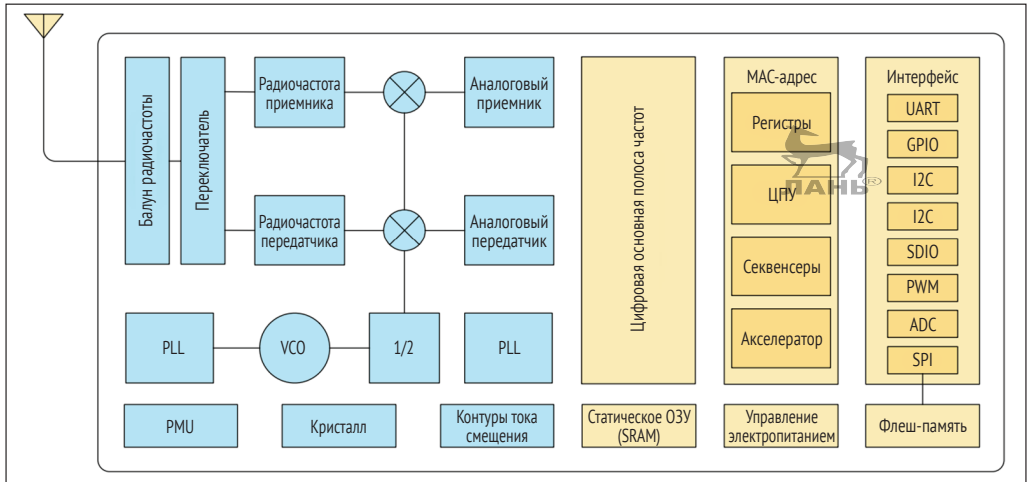 Балун радиочастоты
Переключатель
Радиочастота
приемника
Аналоговый
приемник
Радиочастота
передатчика
Аналоговый
передатчик
PLL
VCO
1/2
PLL
PMU
Кристалл
Контуры тока
смещения
Цифровая основная полоса частот
Статическое ОЗУ
(SRAM)
МАС-адрес
Регистры
ЦПУ
Секвенсеры
Акселератор
Управление
электропитанием
Интерфейс
UART
GPIO
I2C
I2C
SDIO
PWM
ADC
SPI
Флеш-память
ЛАНЬ®